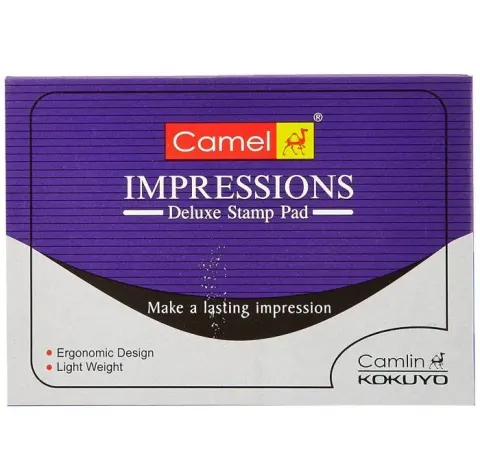 Camel ®
IMPRESSIONS
Deluxe Stamp Pad
Make a lasting impression
• Ergonomic Design
• Light Weight
Camlin
KOKUYO